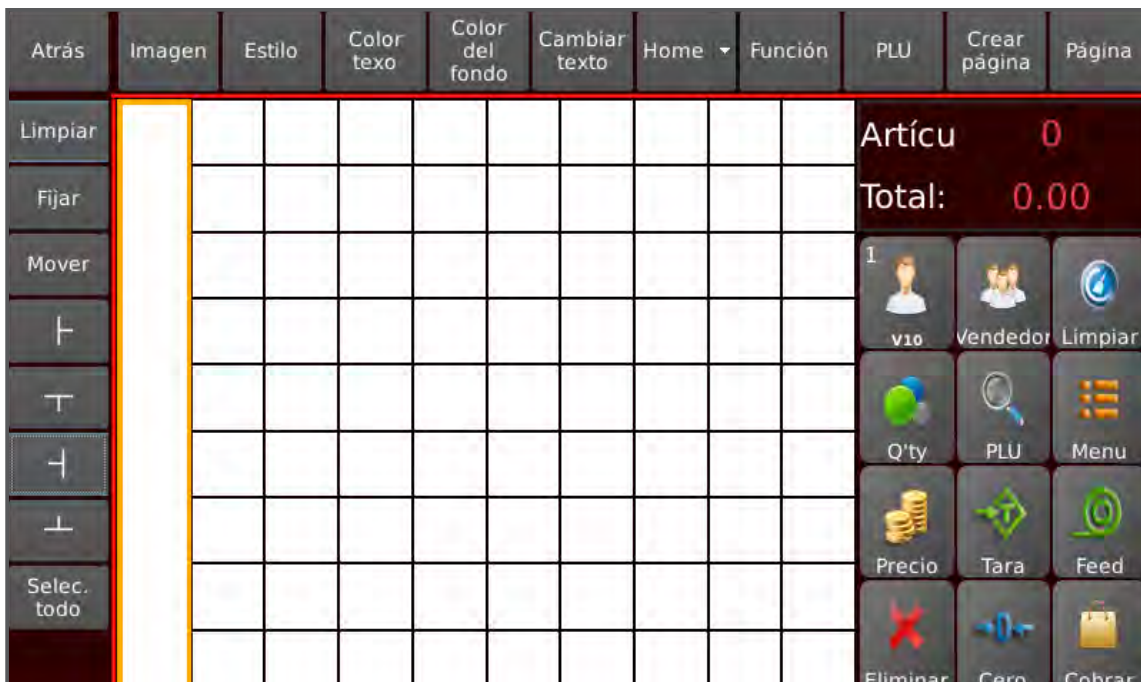 Atrás
Imagen
Estilo
Color
texo
Color
del
fondo
Cambiar
texto
Home
Función
PLU
Crear
página
Página
Limpiar
Fijar
Mover
Selec.
todo
Artícu 0
Total: 0.00
1
V10
Vendedor
Limpiar
Q'ty
PLU
Menu
Precio
T
Tara
Feed
Eliminar
0
Cero
Cobrar